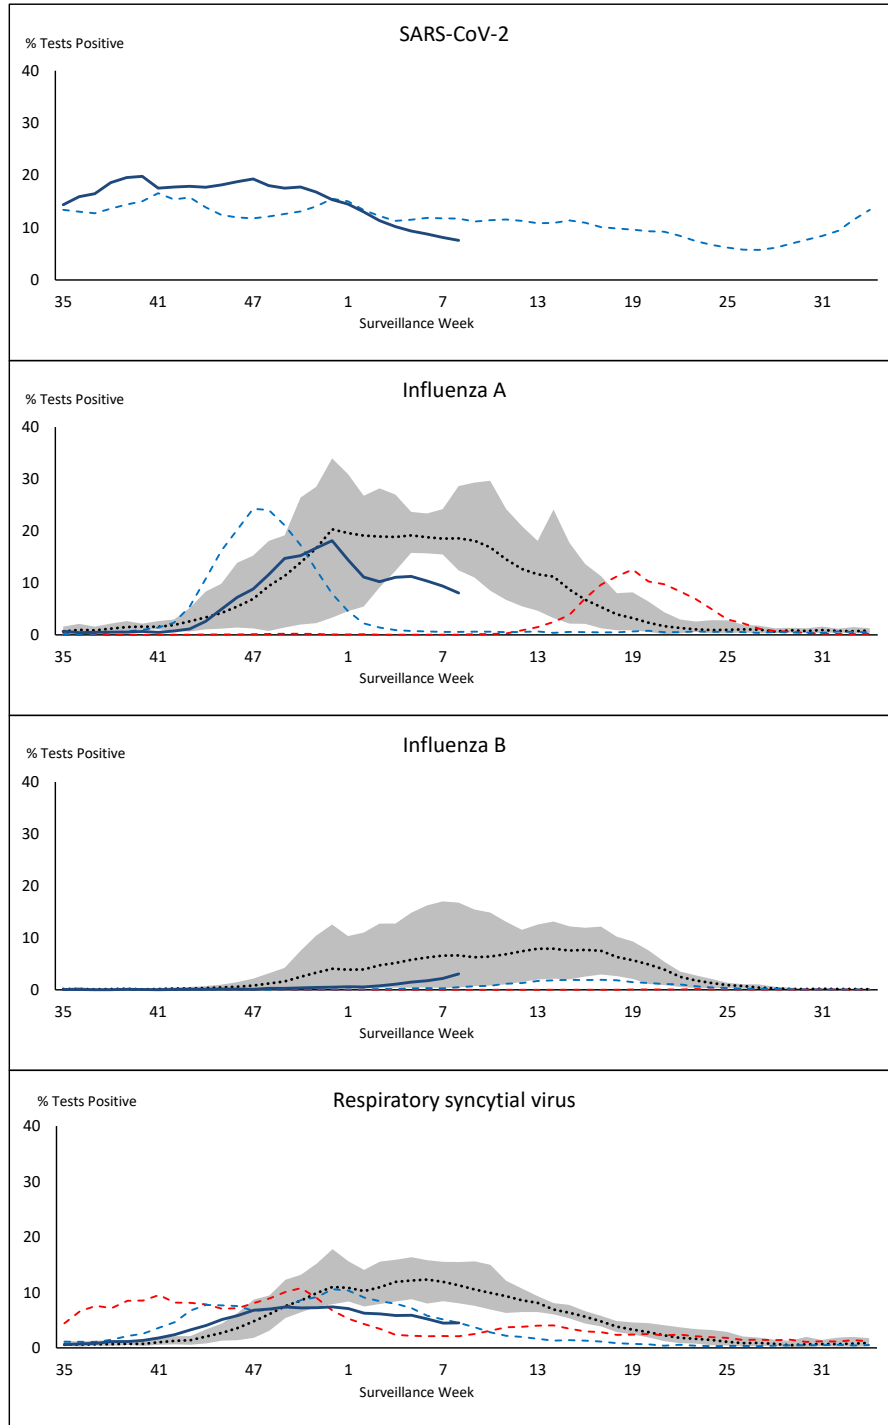 SARS-CoV-2
% Tests Positive
40
30
20
10
0
35 41 47 1 7 13 19 25 31
Surveillance Week
Influenza A
% Tests Positive
40
30
20
10
0
35 41 47 1 7 13 19 25 31
Surveillance Week
Influenza B
% Tests Positive
40
30
20
10
0
35 41 47 1 7 13 19 25 31
Surveillance Week
Respiratory syncytial virus
% Tests Positive
40
30
20
10
0
35 41 47 1 7 13 19 25 31
Surveillance Week